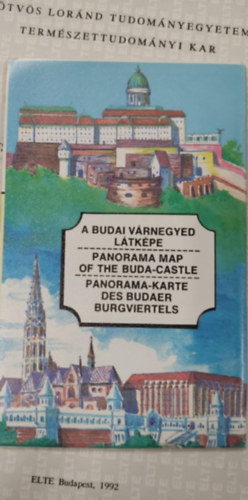 ÖTVÖS LORÁND TUDOMÁNYEGYETEM
TERMÉSZETTUDOMÁNYI KAR
A BUDAI VÁRNEGYED
LÁTKÉPE
PANORAMA MAP
OF THE BUDA-CASTLE
PANORAMA-KARTE
DES BUDAER
BURGVIERTELS
ELTE Budapest, 1992